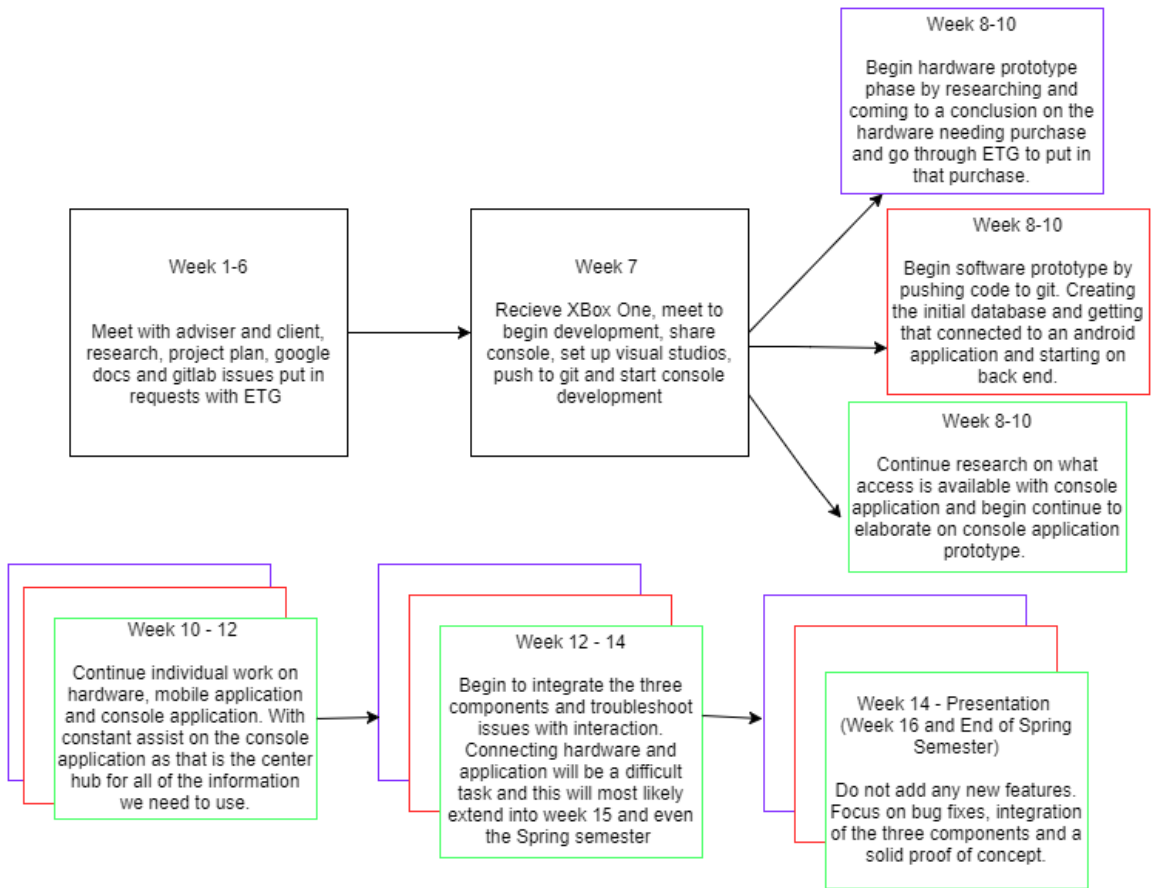 Week 1-6
Meet with adviser and client,
research, project plan, google
docs and gitlab issues put in
requests with ETG
Week 7
Recieve XBox One, meet to
begin development, share
console, set up visual studios,
push to git and start console
development
Week 8-10
Begin hardware prototype
phase by researching and
coming to a conclusion on the
hardware needing purchase
and go through ETG to put in
that purchase.
Week 8-10
Begin software prototype by
pushing code to git. Creating
the initial database and getting
that connected to an android
application and starting on
back end.
Week 8-10
Continue research on what
access is available with console
application and begin continue to
elaborate on console application
prototype.
Week 10 - 12
Continue individual work on
hardware, mobile application
and console application. With
constant assist on the console
application as that is the center
hub for all of the information
we need to use.
Week 12 - 14
Begin to integrate the three
components and troubleshoot
issues with interaction.
Connecting hardware and
application will be a difficult
task and this will most likely
extend into week 15 and even
the Spring semester
Week 14 - Presentation
(Week 16 and End of Spring
Semester)
Do not add any new features.
Focus on bug fixes, integration
of the three components and a
solid proof of concept.